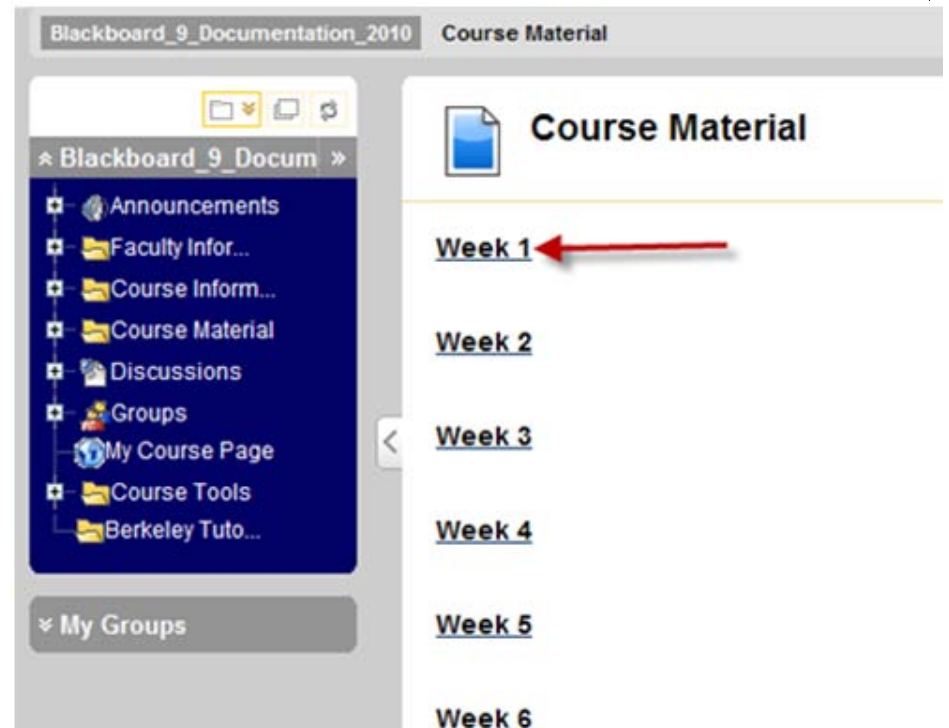 Blackboard_9_Documentation_2010 Course Material
Blackboard_9_Docum
Announcements
Faculty Infor...
Course Inform...
Course Material
Discussions
Groups
My Course Page
Course Tools
Berkeley Tuto...
My Groups
Course Material
Week 1
Week 2
Week 3
Week 4
Week 5
Week 6